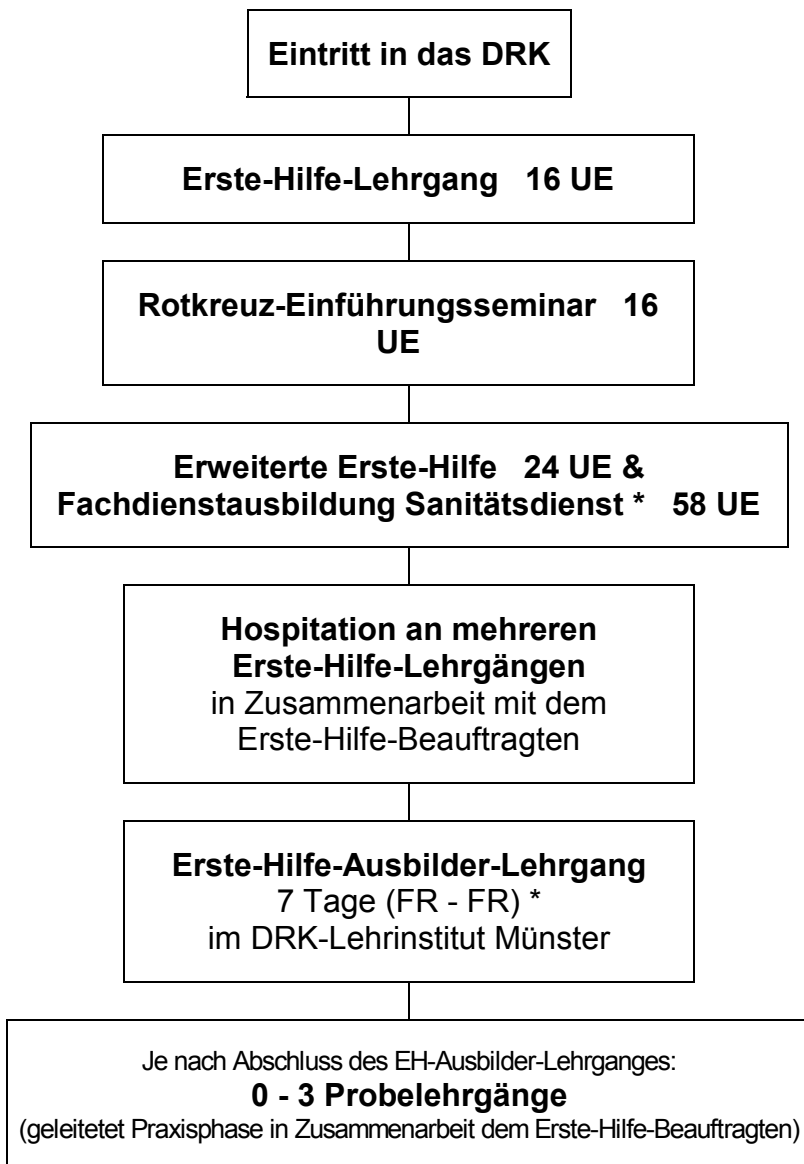 Eintritt in das DRK
Erste-Hilfe-Lehrgang 16 UE
Rotkreuz-Einführungsseminar 16
UE
Erweiterte Erste-Hilfe 24 UE &
Fachdienstausbildung Sanitätsdienst * 58 UE
Hospitation an mehreren
Erste-Hilfe-Lehrgängen
in Zusammenarbeit mit dem
Erste-Hilfe-Beauftragten
Erste-Hilfe-Ausbilder-Lehrgang
7 Tage (FR - FR) *
im DRK-Lehrinstitut Münster
Je nach Abschluss des EH-Ausbilder-Lehrganges:
0 - 3 Probelehrgänge
(geleitetet Praxisphase in Zusammenarbeit dem Erste-Hilfe-Beauftragten)